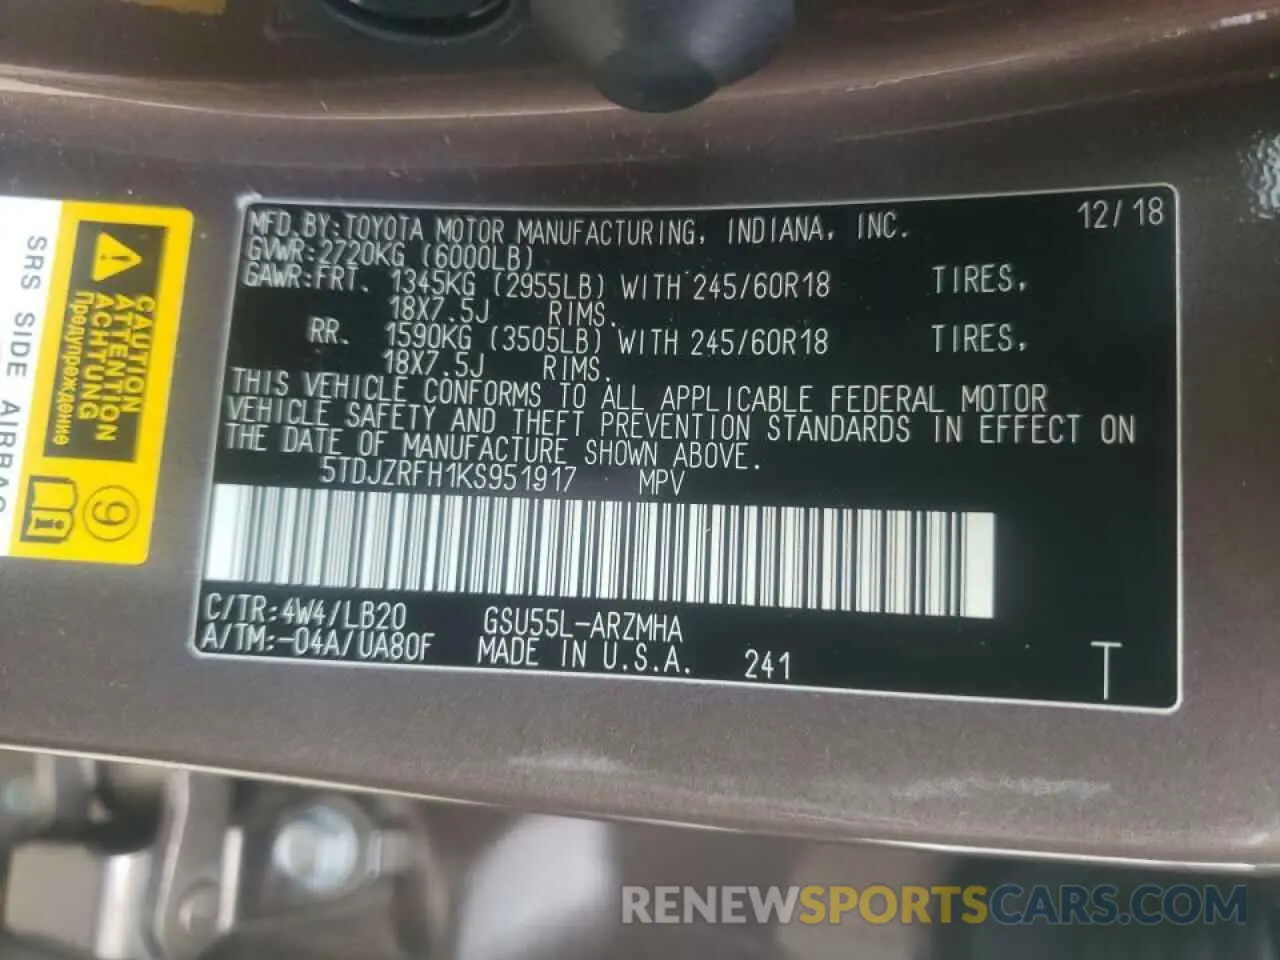 MFD.BY:TOYOTA MOTOR MANUFACTURING, INDIANA, INC. 12/18
GVWR:2720KG (6000LB)
GAWR:FRT. 1345KG (2955LB) WITH 245/60R18 TIRES,
18X7.5J RIMS.
RR. 1590KG (3505LB) WITH 245/60R18 TIRES,
18X7.5J RIMS.
THIS VEHICLE CONFORMS TO ALL APPLICABLE FEDERAL MOTOR
VEHICLE SAFETY AND THEFT PREVENTION STANDARDS IN EFFECT ON
THE DATE OF MANUFACTURE SHOWN ABOVE.
5TDJZRFH1KS951917 MPV
C/TR:4W4/LB20 GSU55L-ARZMHA
A/TM:-04A/UA80F MADE IN U.S.A. 241 T
CAUTION
ATTENTION
ACHTUNG
Предупреждение
9
SRS SIDE AIRBAG
RENEWSPORTSCARS.COM